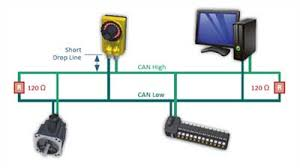 Short
Drop Line
CAN High
R
120 Ω
120 Ω
R
CAN Low